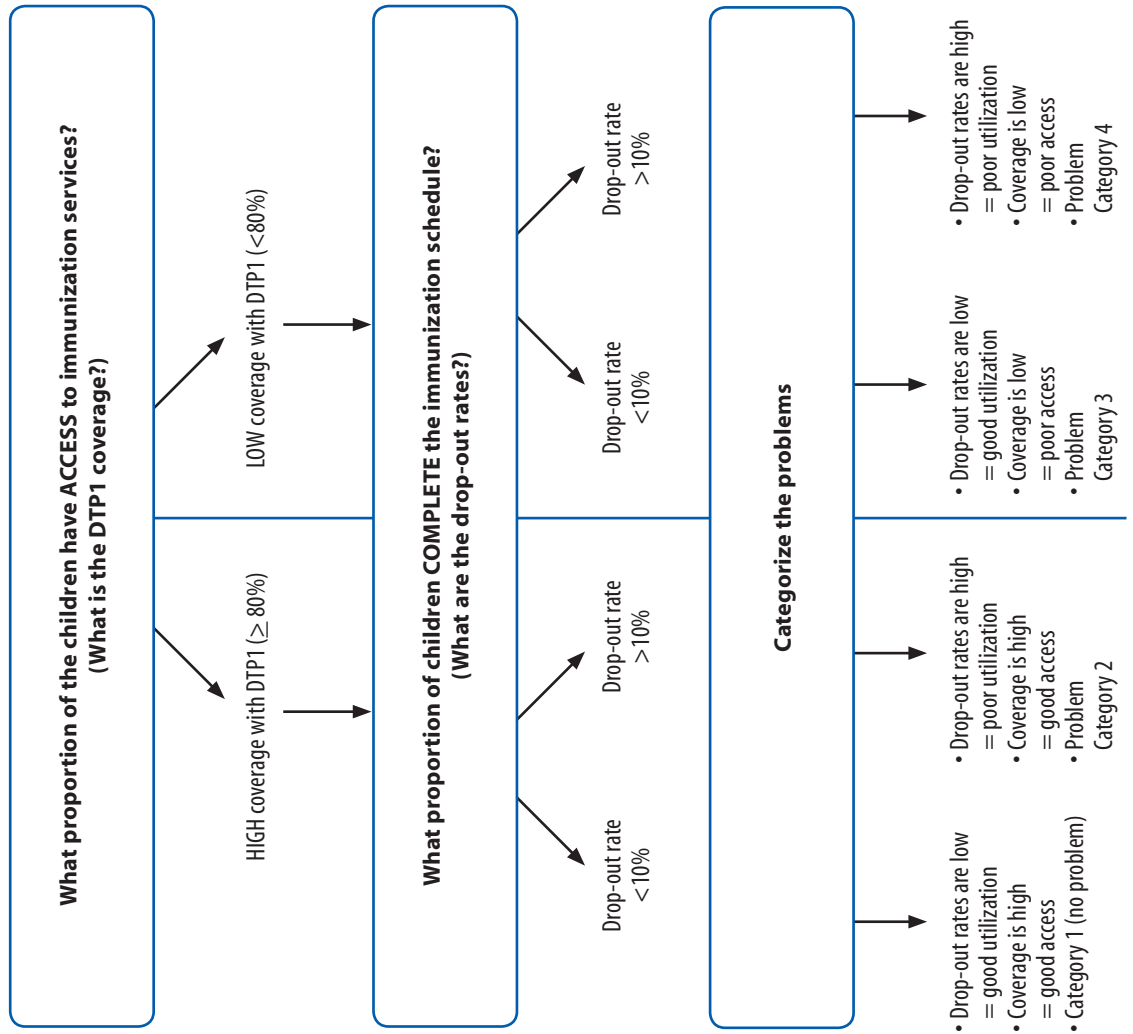 What proportion of the children have ACCESS to immunization services?
(What is the DTP1 coverage?)
HIGH coverage with DTP1 (≥ 80%)
LOW coverage with DTP1 (<80%)
What proportion of children COMPLETE the immunization schedule?
(What are the drop-out rates?)
Drop-out rate
<10%
Drop-out rate
>10%
Drop-out rate
<10%
Drop-out rate
>10%
Categorize the problems
• Drop-out rates are low
= good utilization
• Coverage is high
= good access
• Category 1 (no problem)
• Drop-out rates are high
= poor utilization
• Coverage is high
= good access
• Problem
Category 2
• Drop-out rates are low
= good utilization
• Coverage is low
= poor access
• Problem
Category 3
• Drop-out rates are high
= poor utilization
• Coverage is low
= poor access
• Problem
Category 4